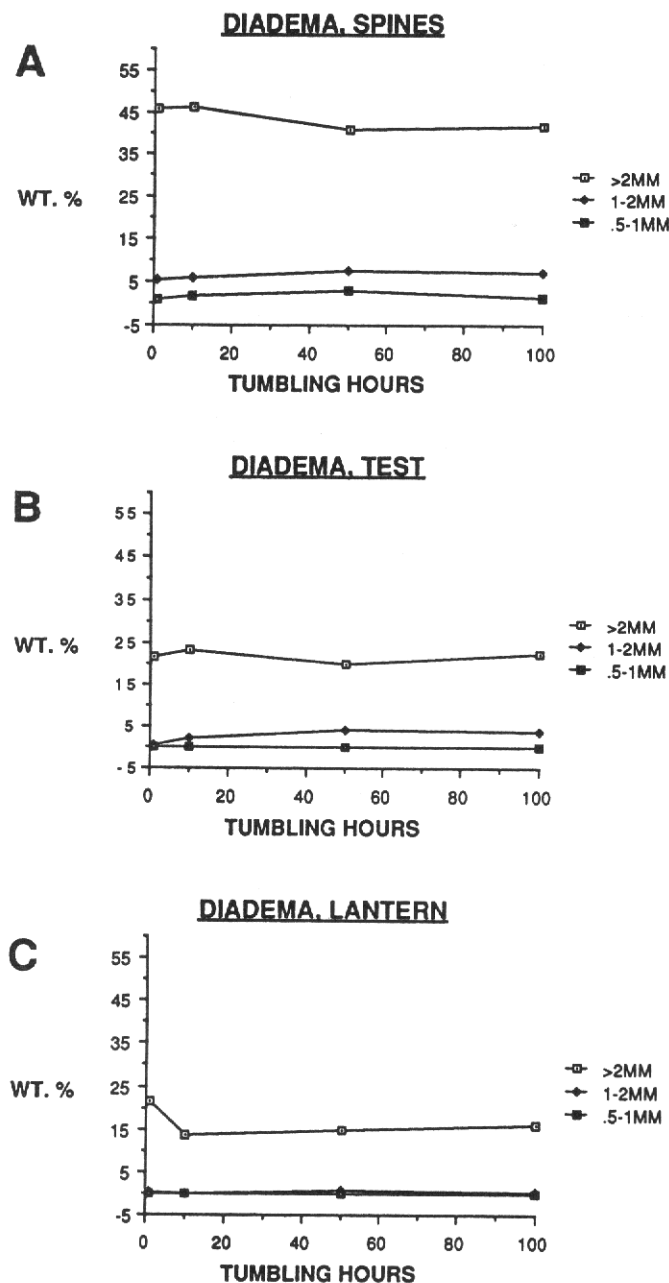 DIADEMA, SPINES
A
55
45
35
25
15
5
-5
WT. %
>2MM
1-2MM
.5-1MM
0 20 40 60 80 100
TUMBLING HOURS
DIADEMA, TEST
B
55
45
35
25
15
5
- 5
WT. %
>2MM
1-2MM
.5-1MM
0 20 40 60 80 100
TUMBLING HOURS
DIADEMA, LANTERN
C
55
45
35
25
15
5
-5
WT. %
>2MM
1-2MM
.5-1MM
0 20 40 60 80 100
TUMBLING HOURS